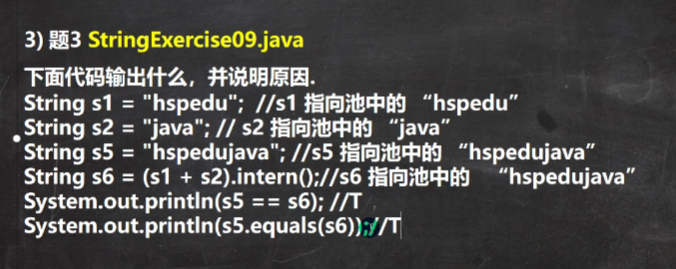 3) 题3 StringExercise09.java
下面代码输出什么，并说明原因.
String s1 = "hspedu";  //s1 指向池中的 “hspedu”
String s2 = "java"; // s2 指向池中的 “java”
String s5 = "hspedujava"; //s5 指向池中的 “hspedujava”
String s6 = (s1 + s2).intern();//s6 指向池中的   “hspedujava”
System.out.println(s5 == s6); //T
System.out.println(s5.equals(s6));//T